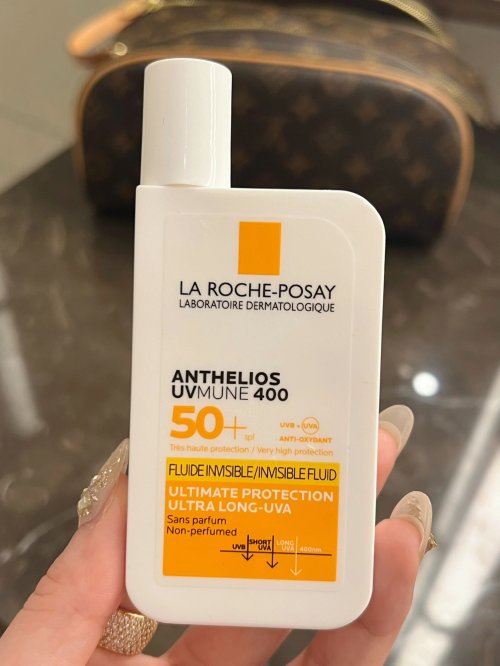 LA ROCHE-POSAY
LABORATOIRE DERMATOLOGIQUE
ANTHELIOS
UVMUNE 400
50+ spf
UVB + UVA
ANTI-OXYDANT
Très haute protection / Very high protection
FLUIDE INVISIBLE/INVISIBLE FLUID
ULTIMATE PROTECTION
ULTRA LONG-UVA
Sans parfum
Non-perfumed
UVB SHORT UVA LONG UVA 400nm